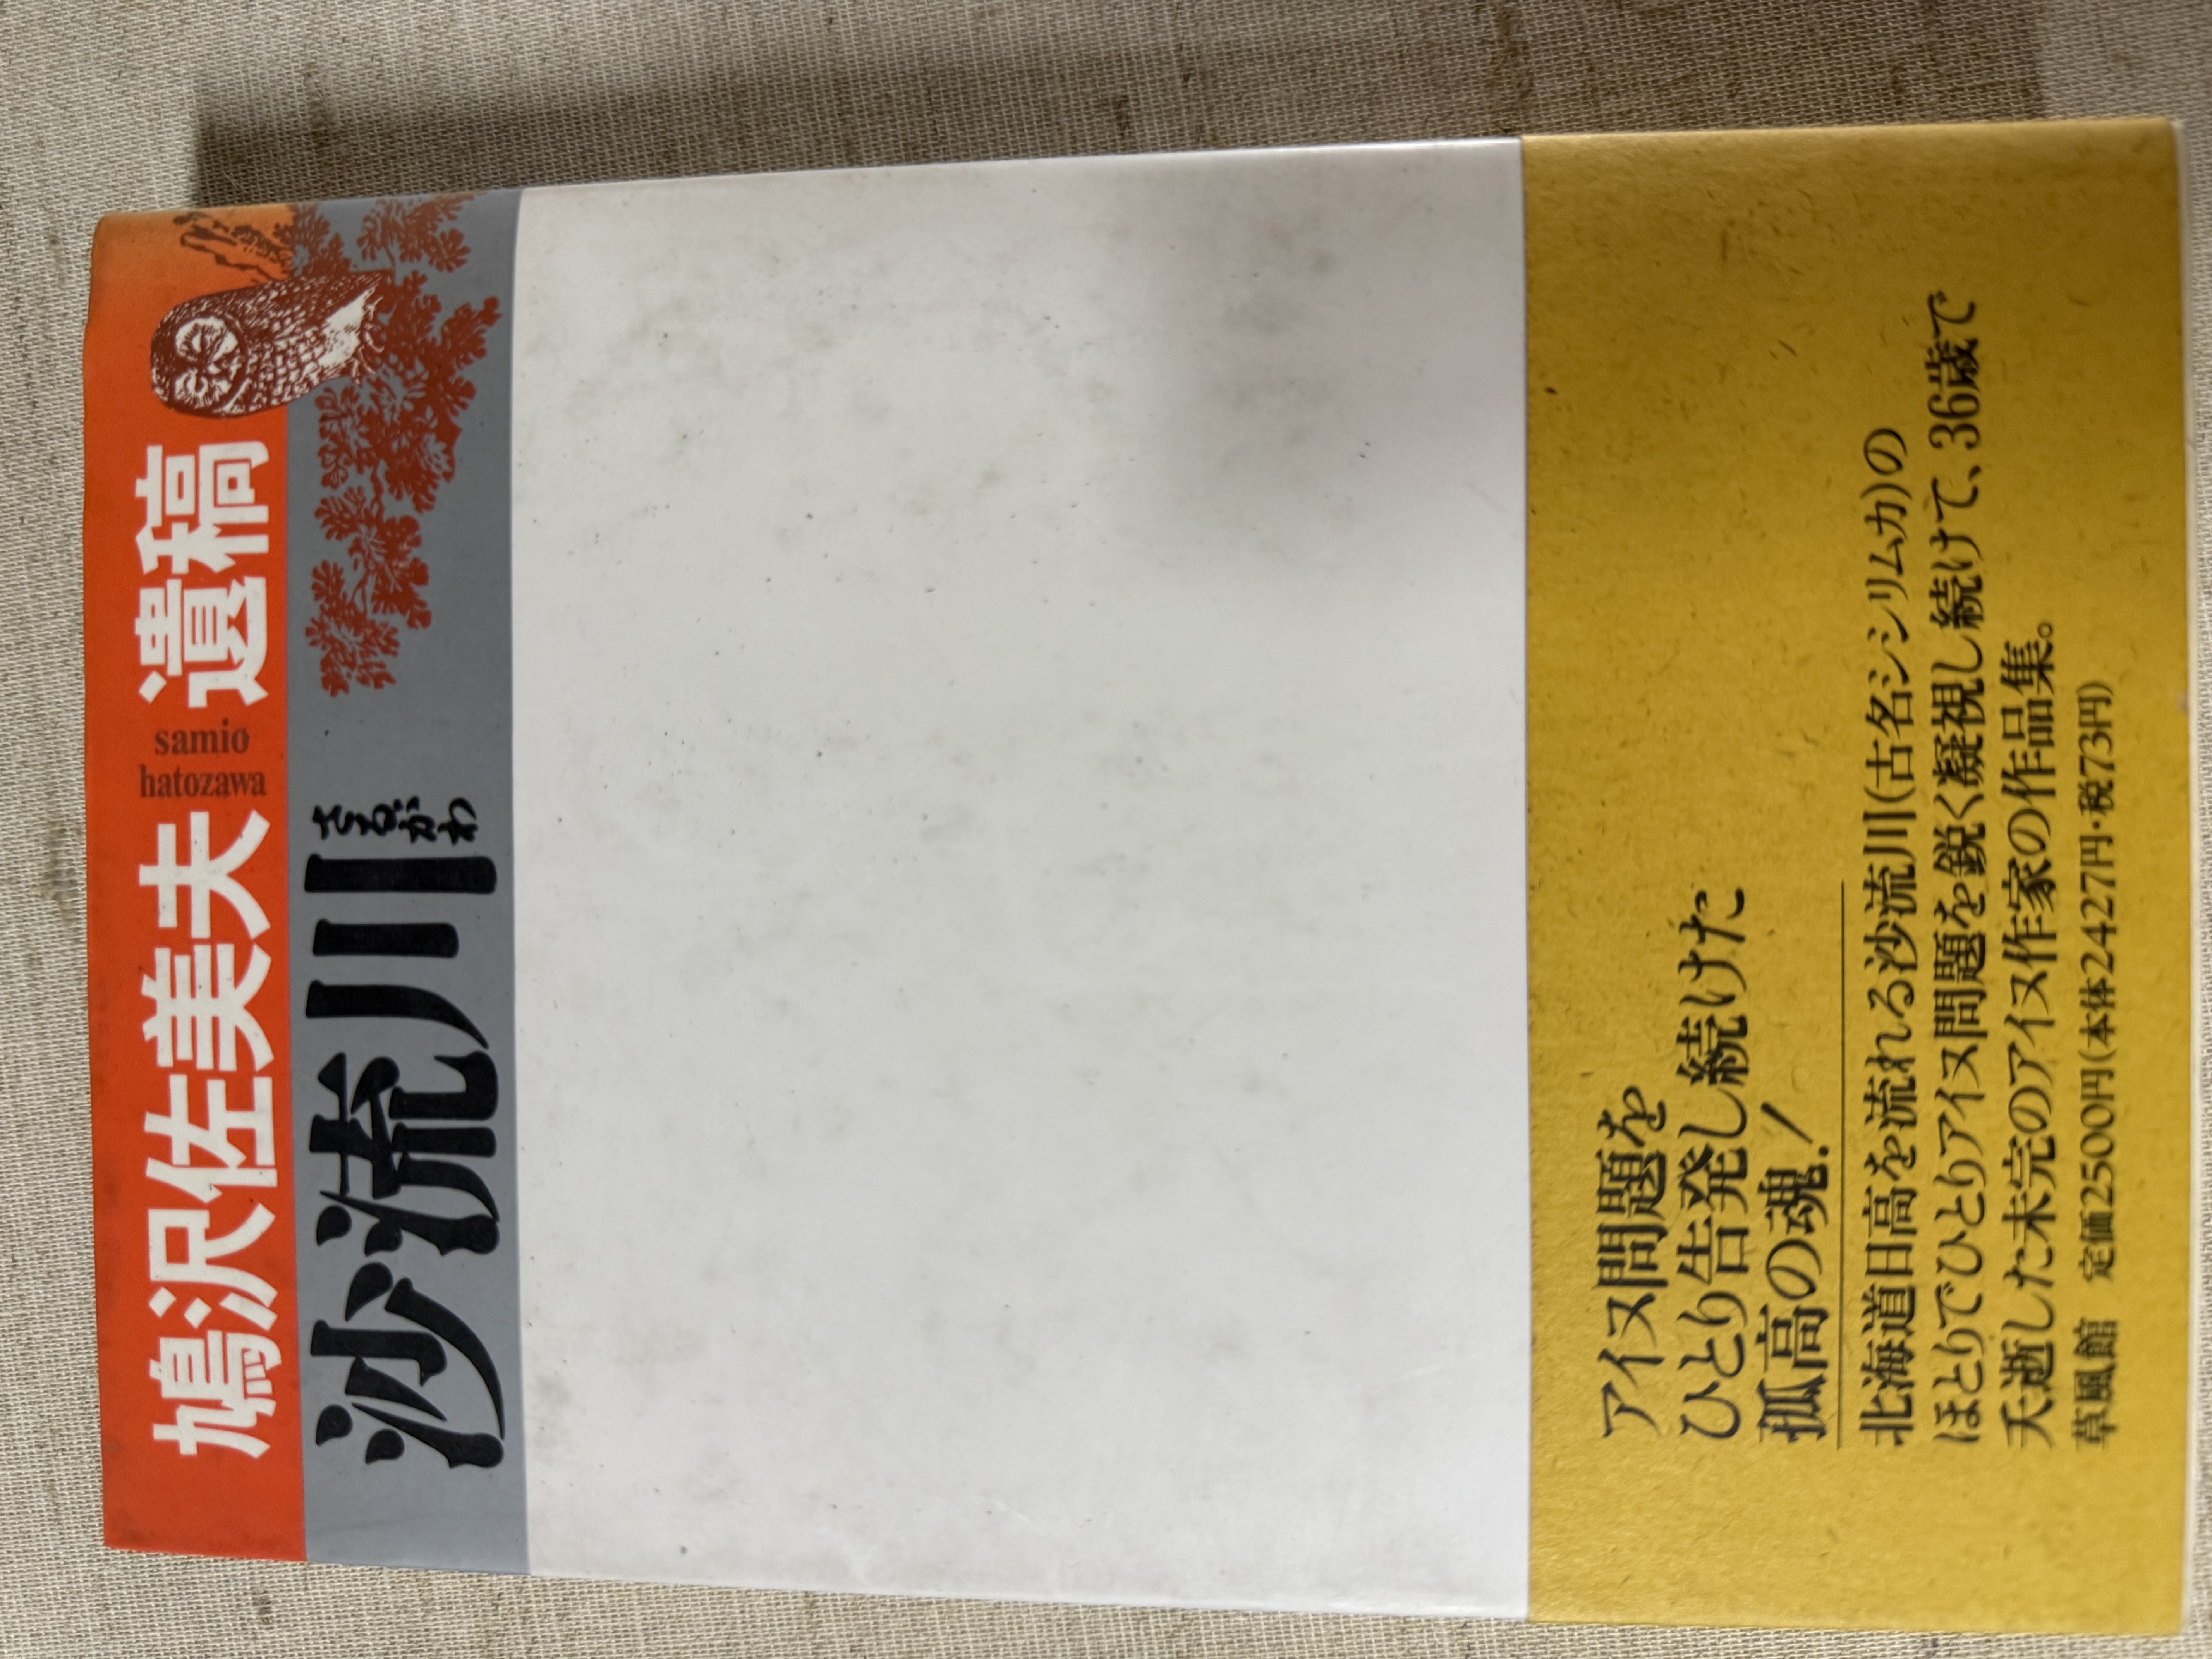 鳩沢佐美夫 samio hatozawa 遺稿
沙流川 さるがわ
アイヌ問題を
ひとり告発し続けた
孤高の魂!
北海道日高を流れる沙流川(古名シシリムカ)の
ほとりでひとりアイヌ問題を鋭く凝視し続けて、36歳で
夭逝した未完のアイヌ作家の作品集。
草風館 定価2500円(本体2427円・税73円)